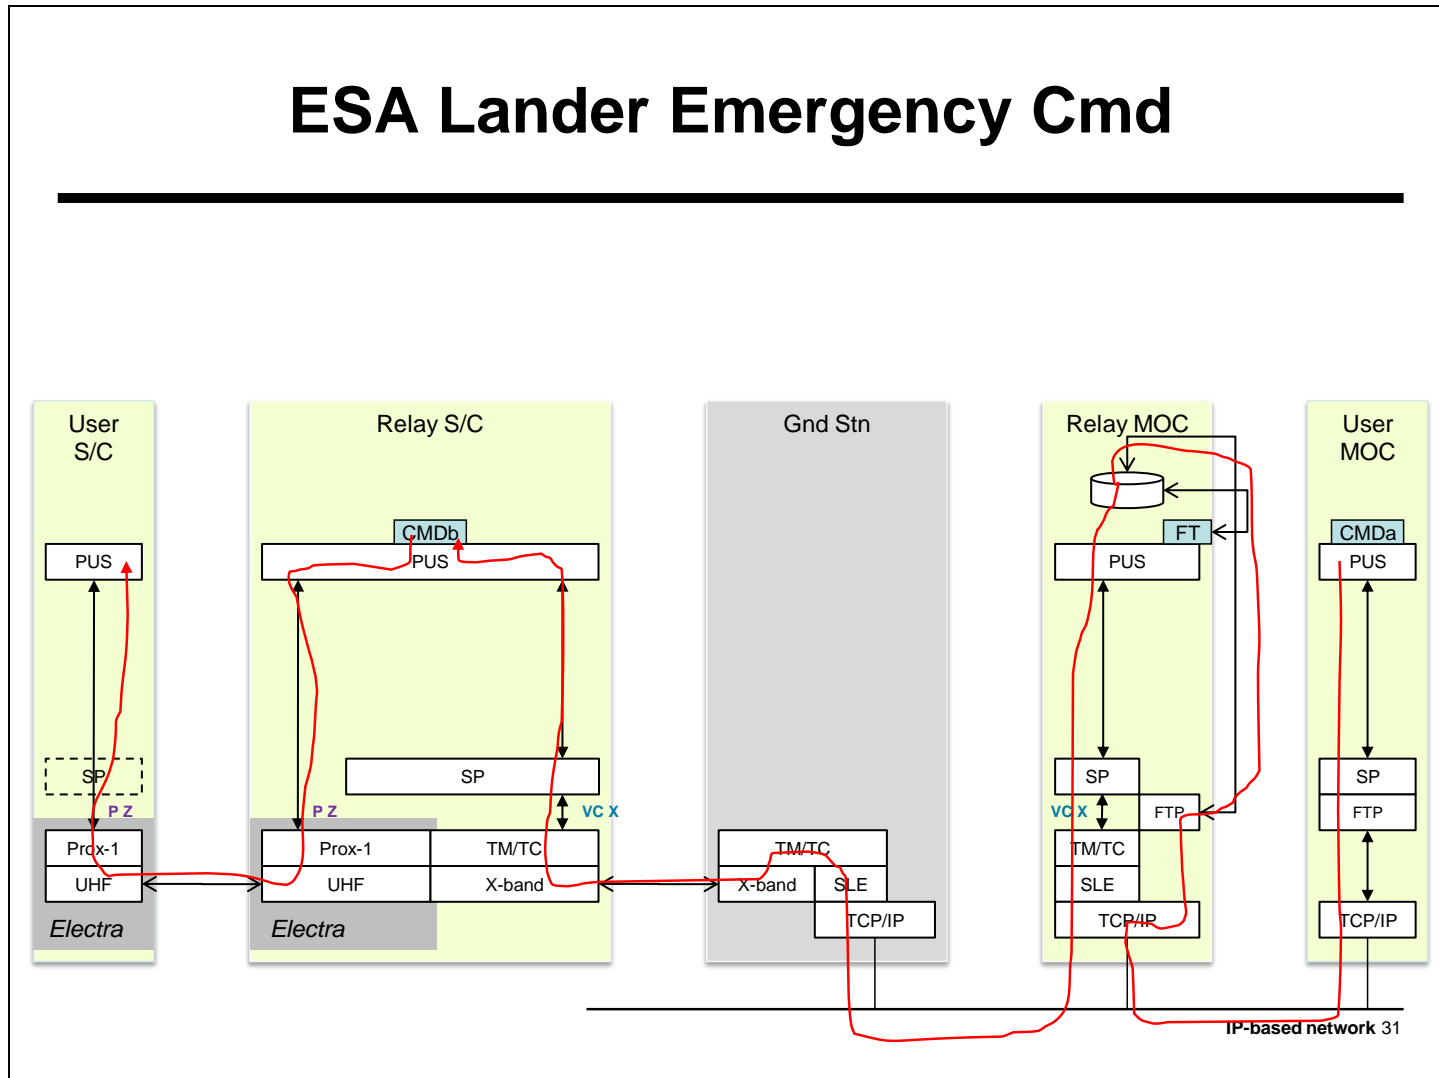 ESA Lander Emergency Cmd
User
S/C
PUS
SP
P Z
Prox-1
UHF
Electra
Relay S/C
CMDb
PUS
SP
P Z
VC X
Prox-1
TM/TC
UHF
X-band
Electra
Gnd Stn
TM/TC
X-band
SLE
TCP/IP
Relay MOC
FT
PUS
SP
VC X
FTP
TM/TC
SLE
TCP/IP
User
MOC
CMDa
PUS
SP
FTP
TCP/IP
IP-based network 31